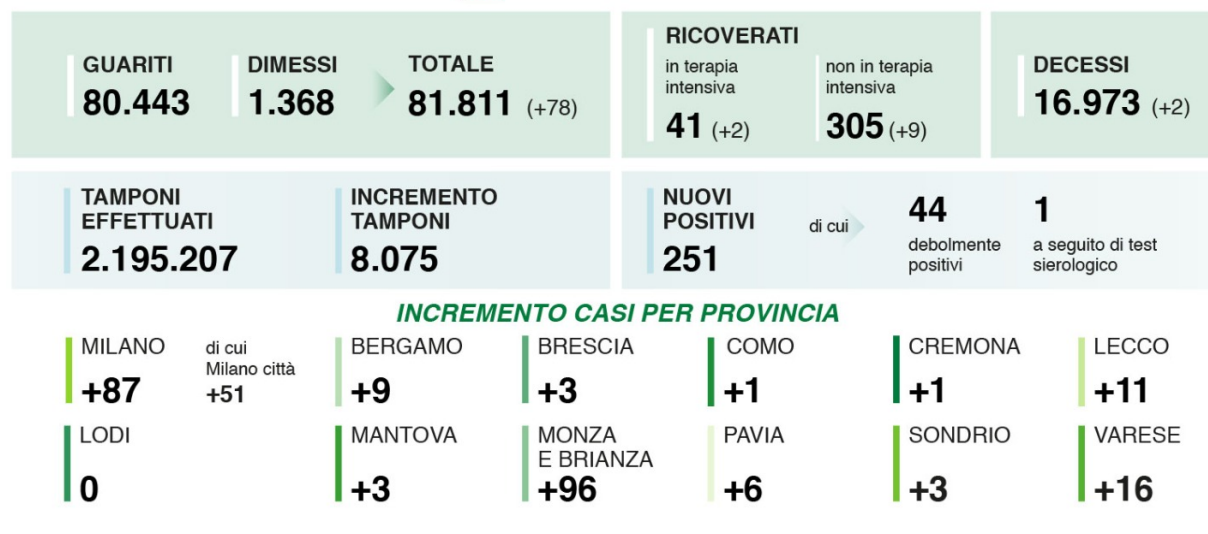 GUARITI
80.443
DIMESSI
1.368
TOTALE
81.811 (+78)
RICOVERATI
in terapia
intensiva
41 (+2)
non in terapia
intensiva
305 (+9)
DECESSI
16.973 (+2)
TAMPONI
EFFETTUATI
2.195.207
INCREMENTO
TAMPONI
8.075
NUOVI
POSITIVI
251
di cui
44
debolmente
positivi
1
a seguito di test
sierologico
INCREMENTO CASI PER PROVINCIA
MILANO
+87
di cui
Milano città
+51
BERGAMO
+9
BRESCIA
+3
COMO
+1
CREMONA
+1
LECCO
+11
LODI
0
MANTOVA
+3
MONZA
E BRIANZA
+96
PAVIA
+6
SONDRIO
+3
VARESE
+16